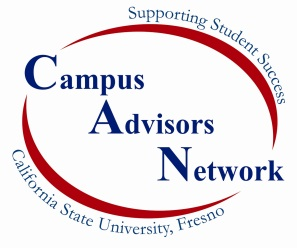 Supporting Student Success
Campus
Advisors
Network
California State University, Fresno